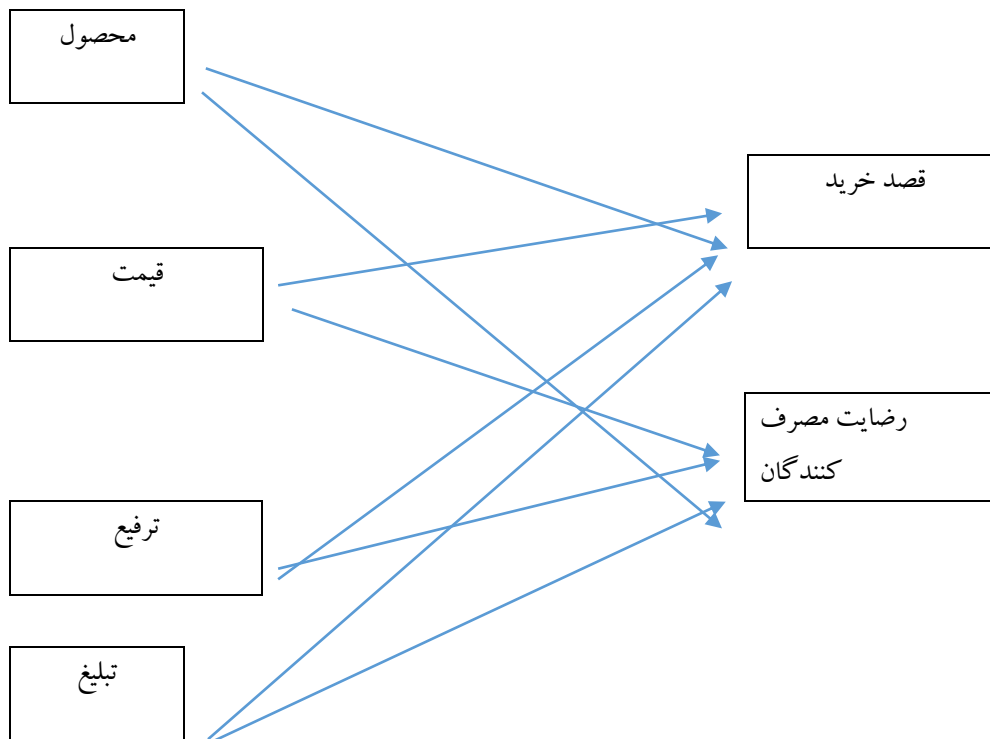 محصول
قصد خرید
قیمت
رضایت مصرف
کنندگان
ترفیع
تبلیغ